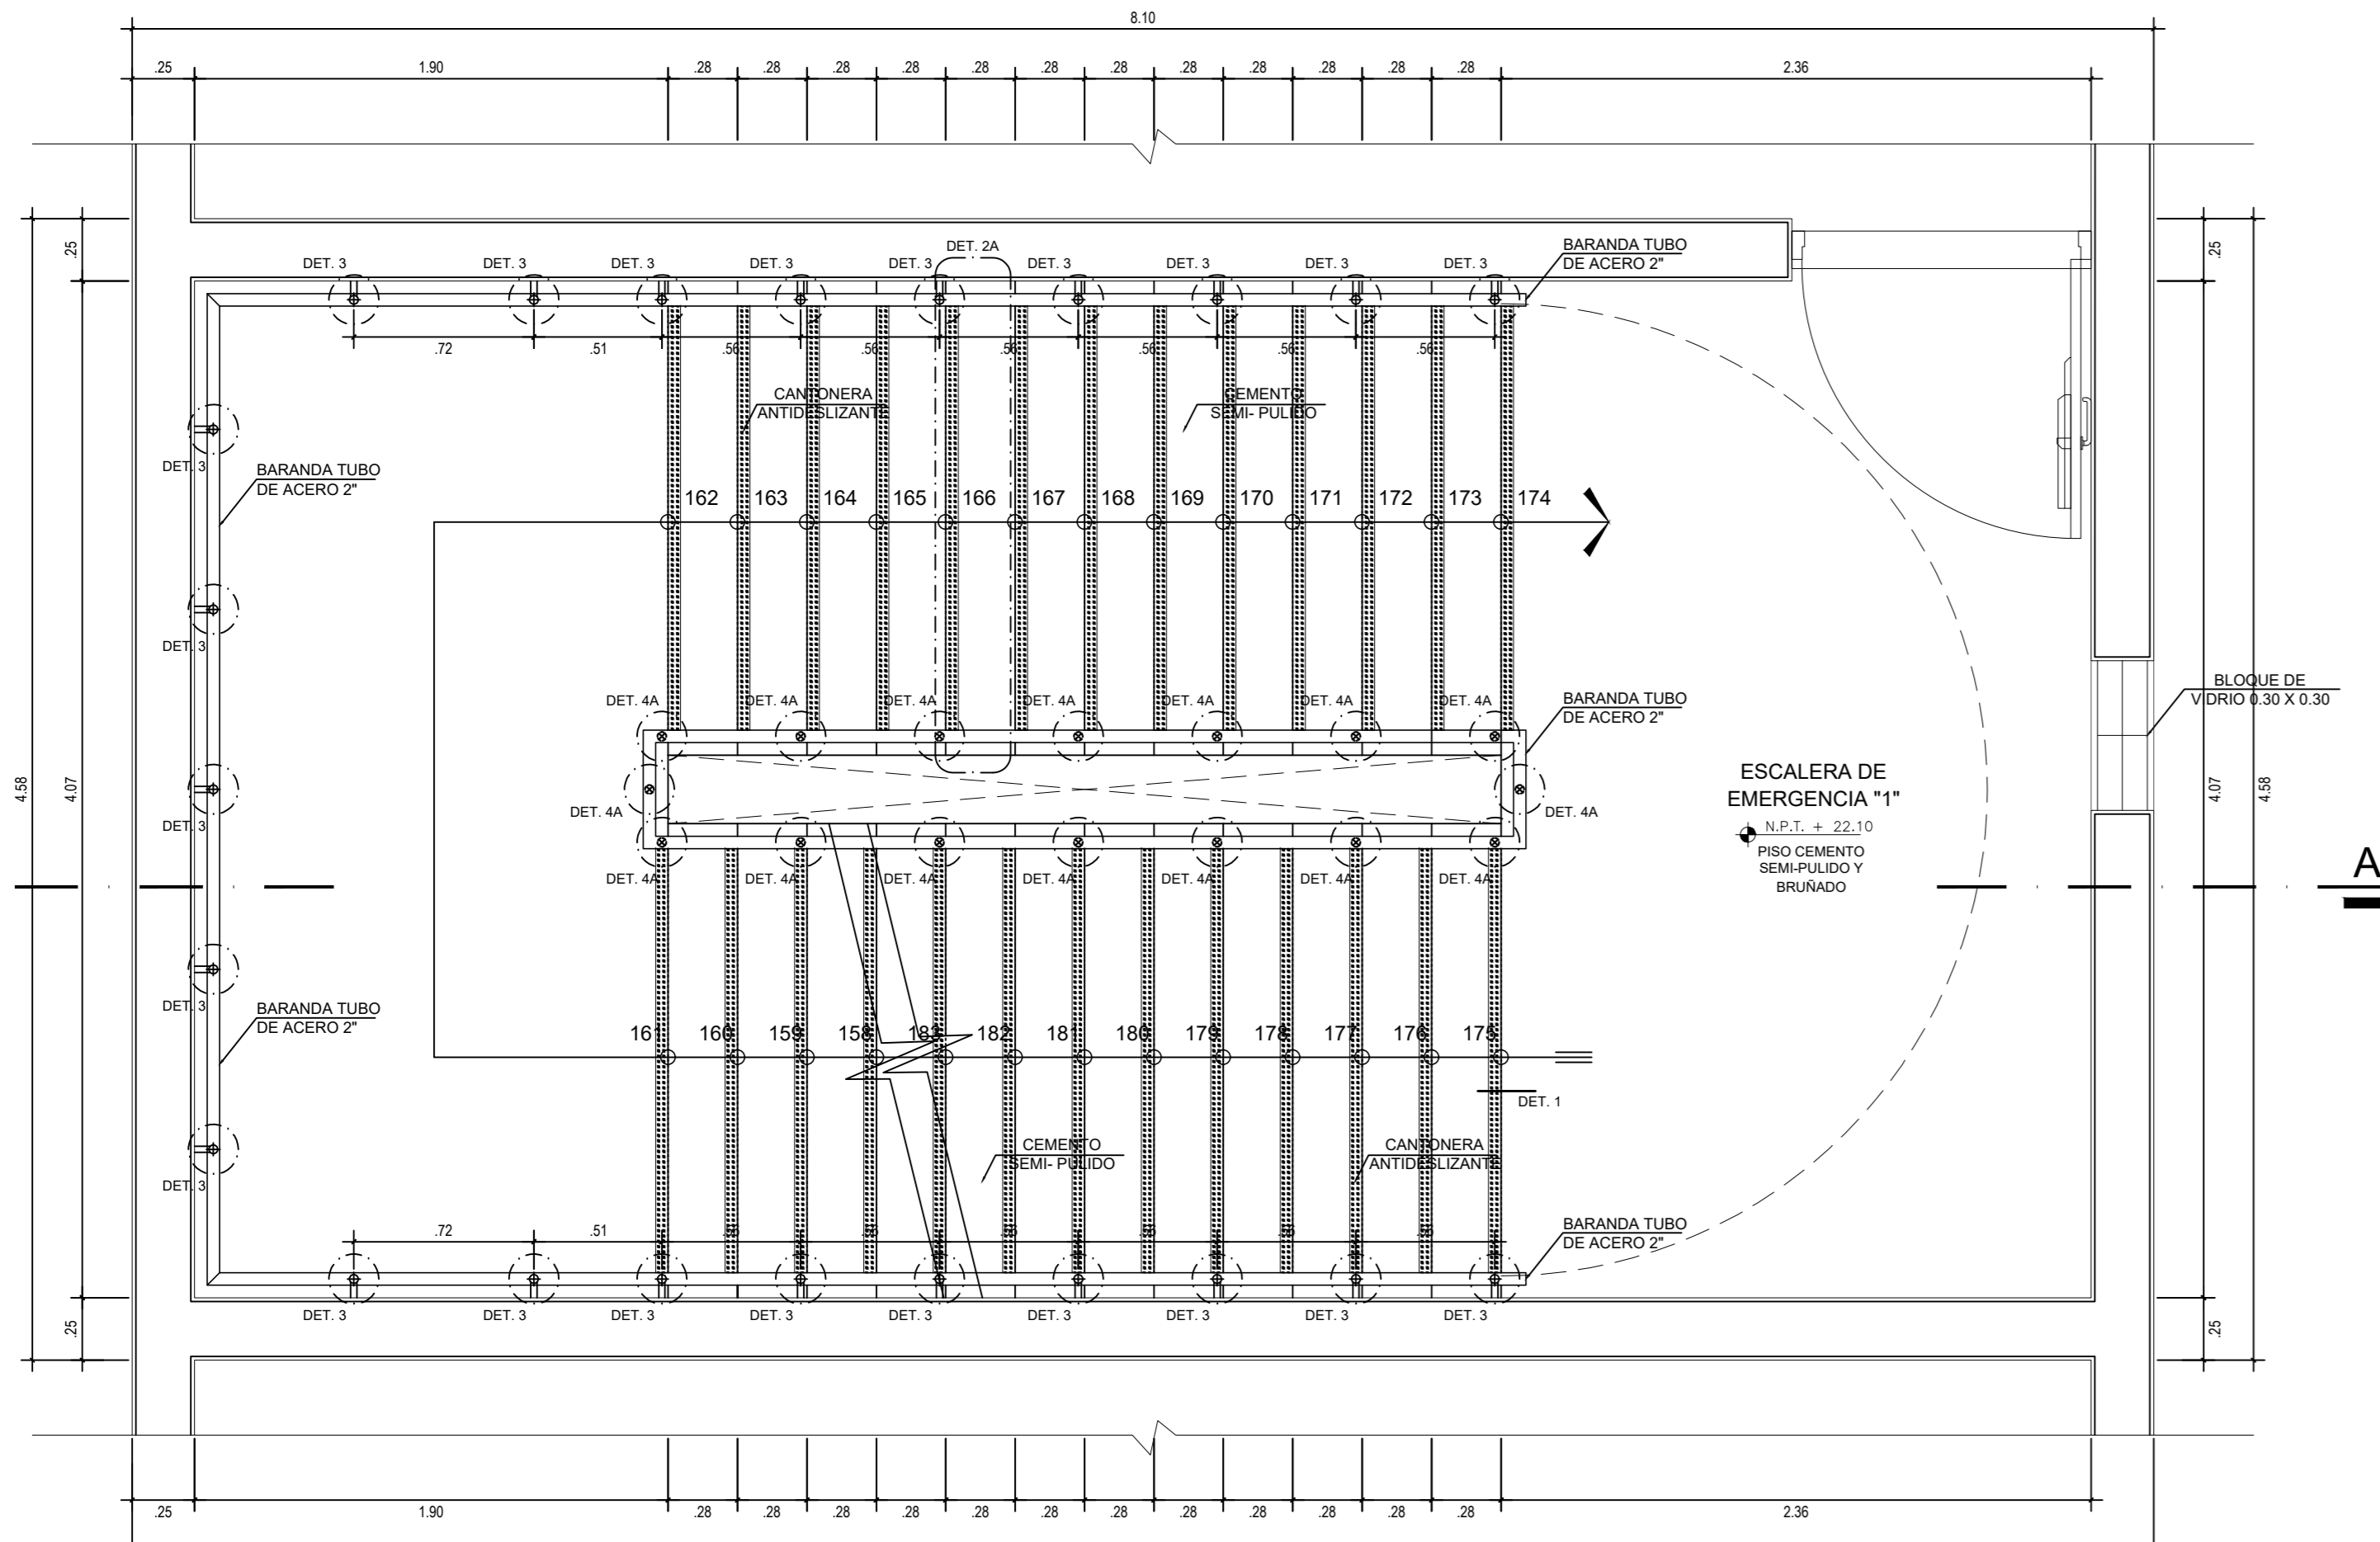 8.10
.25 1.90 .28 .28 .28 .28 .28 .28 .28 .28 .28 .28 .28 .28 2.36
.25
.25
DET. 2A
BARANDA TUBO
DE ACERO 2"
DET. 3 DET. 3 DET. 3 DET. 3 DET. 3 DET. 3 DET. 3 DET. 3 DET. 3
.72 .51 .56 .56 .56 .56 .56 .56
CANTONERA
ANTIDESLIZANTE
CEMENTO
SEMI- PULIDO
DET. 3
BARANDA TUBO
DE ACERO 2"
162 163 164 165 166 167 168 169 170 171 172 173 174
DET. 3
BLOQUE DE
VIDRIO 0.30 X 0.30
DET. 4A DET. 4A DET. 4A DET. 4A DET. 4A DET. 4A DET. 4A
BARANDA TUBO
DE ACERO 2"
4.58 4.07
ESCALERA DE
EMERGENCIA "1"
N.P.T. + 22.10
PISO CEMENTO
SEMI-PULIDO Y
BRUÑADO
4.07 4.58
DET. 4A
DET. 4A
DET. 3
A
DET. 4A DET. 4A DET. 4A DET. 4A DET. 4A DET. 4A DET. 4A
DET. 3
BARANDA TUBO
DE ACERO 2"
161 160 159 158 183 182 181 180 179 178 177 176 175
DET. 1
CEMENTO
SEMI- PULIDO
CANTONERA
ANTIDESLIZANTE
DET. 3
.72 .51 .56 .56 .56 .56 .56 .56
BARANDA TUBO
DE ACERO 2"
DET. 3 DET. 3 DET. 3 DET. 3 DET. 3 DET. 3 DET. 3 DET. 3 DET. 3
.25
.25
.25 1.90 .28 .28 .28 .28 .28 .28 .28 .28 .28 .28 .28 .28 2.36